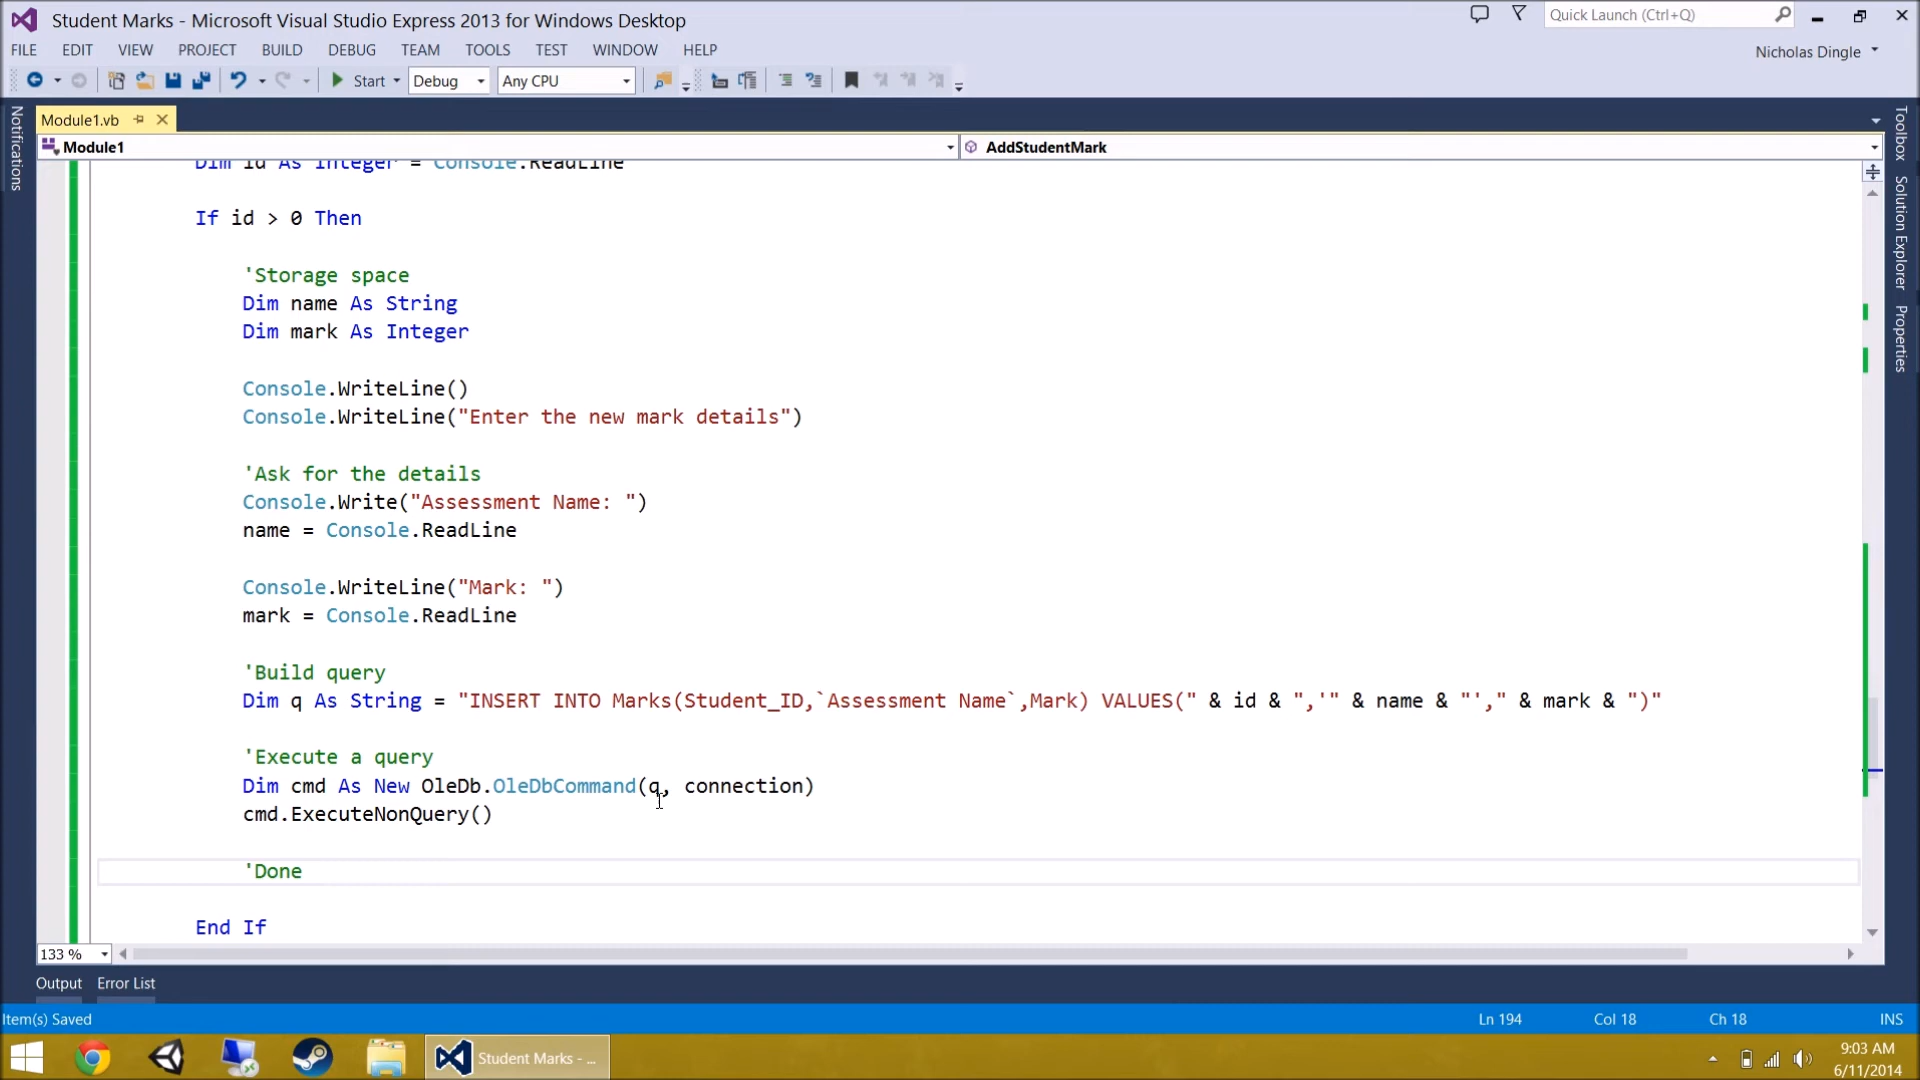 Student Marks - Microsoft Visual Studio Express 2013 for Windows Desktop
Quick Launch (Ctrl+Q)
FILE EDIT VIEW PROJECT BUILD DEBUG TEAM TOOLS TEST WINDOW HELP
Nicholas Dingle
Start Debug Any CPU
Notifications
Module1.vb
Module1 AddStudentMark
Toolbox
Solution Explorer
Properties
Dim id As Integer = Console.ReadLine
If id > 0 Then
'Storage space
Dim name As String
Dim mark As Integer
Console.WriteLine()
Console.WriteLine("Enter the new mark details")
'Ask for the details
Console.Write("Assessment Name: ")
name = Console.ReadLine
Console.WriteLine("Mark: ")
mark = Console.ReadLine
'Build query
Dim q As String = "INSERT INTO Marks(Student_ID,`Assessment Name`,Mark) VALUES(" & id & ",'" & name & "'," & mark & ")"
'Execute a query
Dim cmd As New OleDb.OleDbCommand(q, connection)
cmd.ExecuteNonQuery()
'Done
End If
133 %
Output Error List
Item(s) Saved Ln 194 Col 18 Ch 18 INS
Student Marks - ...
9:03 AM
6/11/2014